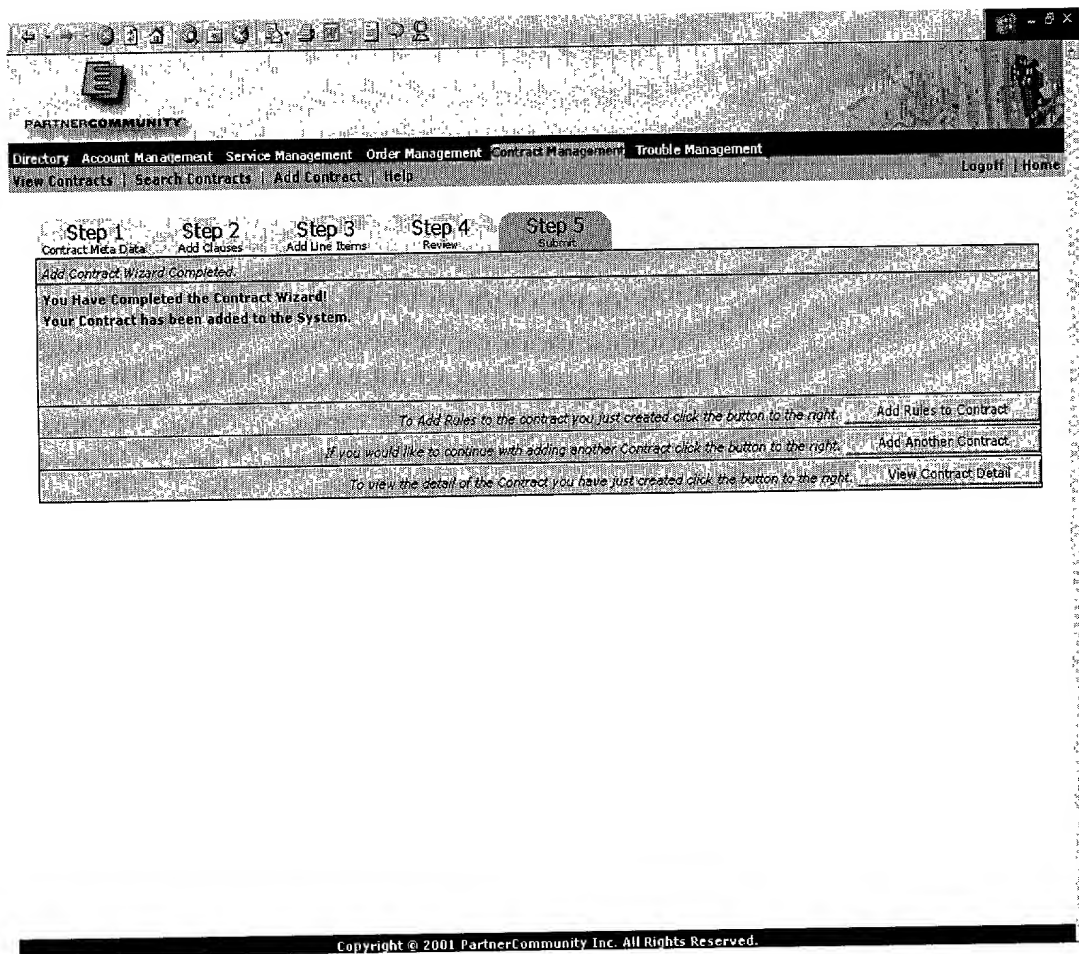 PARTNERCOMMUNITY
Directory Account Management Service Management Order Management Contract Management Trouble Management
View Contracts | Search Contracts | Add Contract | Help Logoff | Home
Step 1 Step 2 Step 3 Step 4 Step 5
Contract Meta Data Add Clauses Add Line Items Review Submit
Add Contract Wizard Completed.
You Have Completed the Contract Wizard!
Your Contract has been added to the System.
To Add Rules to the contract you just created click the button to the right. Add Rules to Contract
If you would like to continue with adding another Contract click the button to the right. Add Another Contract
To view the detail of the Contract you have just created click the button to the right. View Contract Detail
Copyright © 2001 PartnerCommunity Inc. All Rights Reserved.